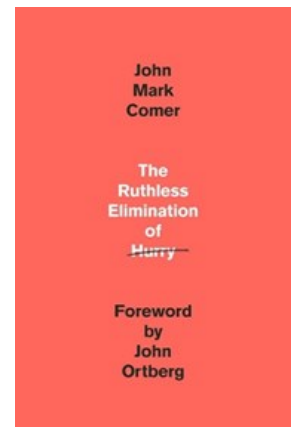 John
Mark
Comer
The
Ruthless
Elimination
of
Hurry
Foreword
by
John
Ortberg